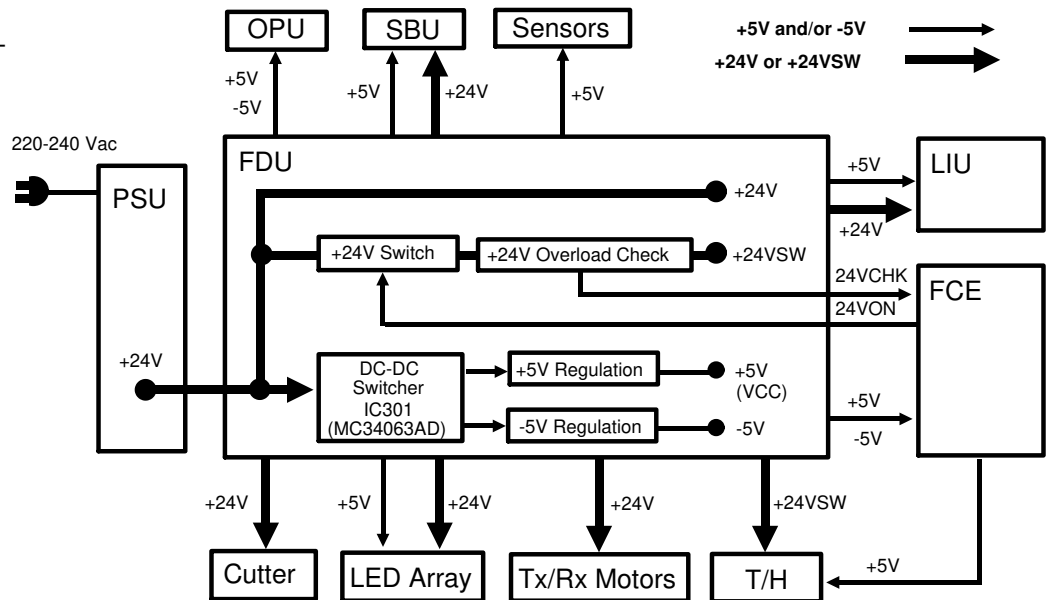 OPU
SBU
Sensors
+5V and/or -5V
+24V or +24VSW
+5V
-5V
+5V
+24V
+5V
220-240 Vac
PSU
FDU
LIU
+5V
+24V
+24V
+24V Switch
+24V Overload Check
+24VSW
24VCHK
24VON
FCE
+24V
DC-DC
Switcher
IC301
(MC34063AD)
+5V Regulation
+5V
(VCC)
-5V Regulation
-5V
+5V
-5V
+24V
+5V
+24V
+24V
+24VSW
Cutter
LED Array
Tx/Rx Motors
T/H
+5V